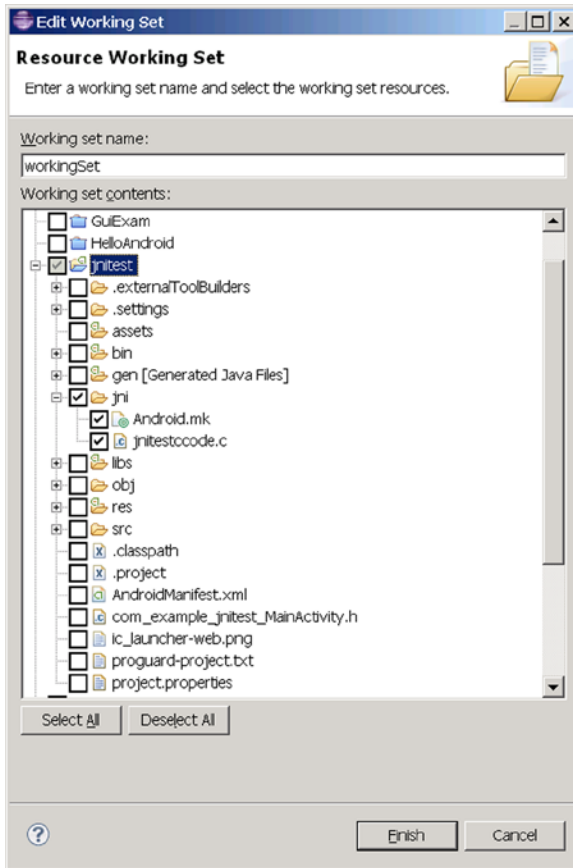 Edit Working Set
Resource Working Set
Enter a working set name and select the working set resources.
Working set name:
workingSet
Working set contents:
GuiExam
HelloAndroid
jnitest
.externalToolBuilders
.settings
assets
bin
gen [Generated Java Files]
jni
Android.mk
jnitestccode.c
libs
obj
res
src
.classpath
.project
AndroidManifest.xml
com_example_jnitest_MainActivity.h
ic_launcher-web.png
proguard-project.txt
project.properties
Select All Deselect All
Finish Cancel